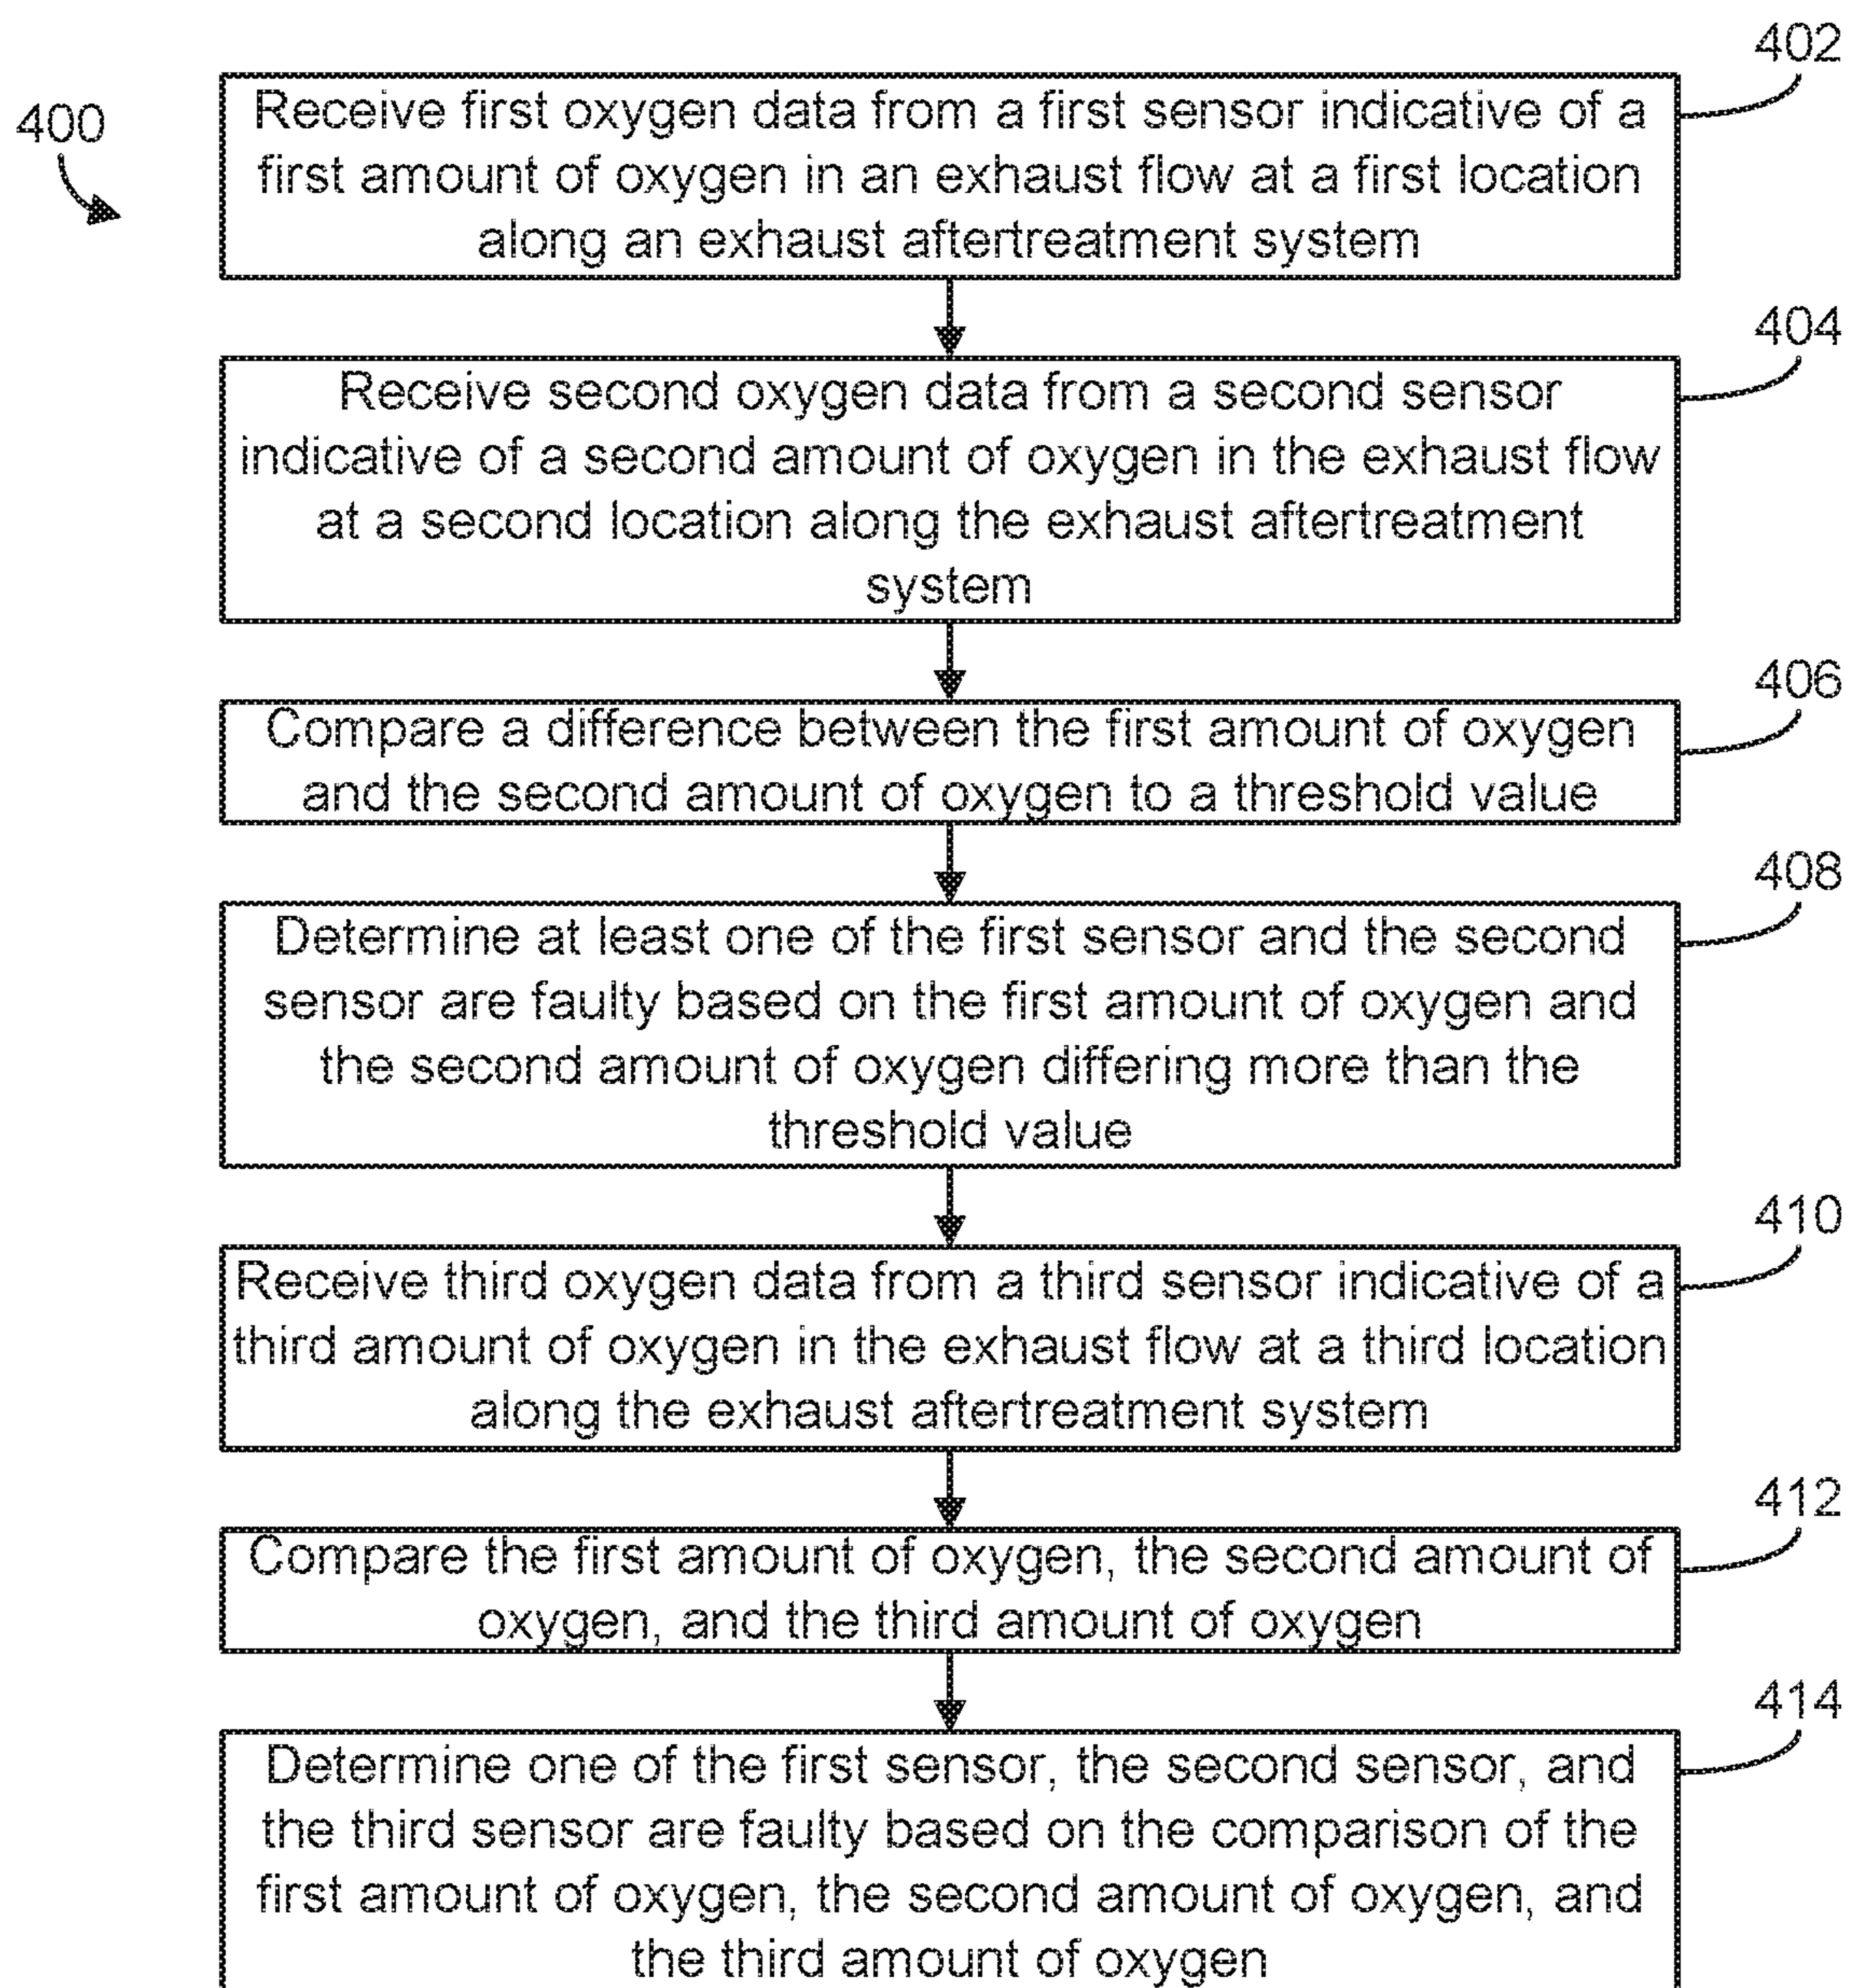 402
400
Receive first oxygen data from a first sensor indicative of a
first amount of oxygen in an exhaust flow at a first location
along an exhaust aftertreatment system
404
Receive second oxygen data from a second sensor
indicative of a second amount of oxygen in the exhaust flow
at a second location along the exhaust aftertreatment
system
406
Compare a difference between the first amount of oxygen
and the second amount of oxygen to a threshold value
408
Determine at least one of the first sensor and the second
sensor are faulty based on the first amount of oxygen and
the second amount of oxygen differing more than the
threshold value
410
Receive third oxygen data from a third sensor indicative of a
third amount of oxygen in the exhaust flow at a third location
along the exhaust aftertreatment system
412
Compare the first amount of oxygen, the second amount of
oxygen, and the third amount of oxygen
414
Determine one of the first sensor, the second sensor, and
the third sensor are faulty based on the comparison of the
first amount of oxygen, the second amount of oxygen, and
the third amount of oxygen